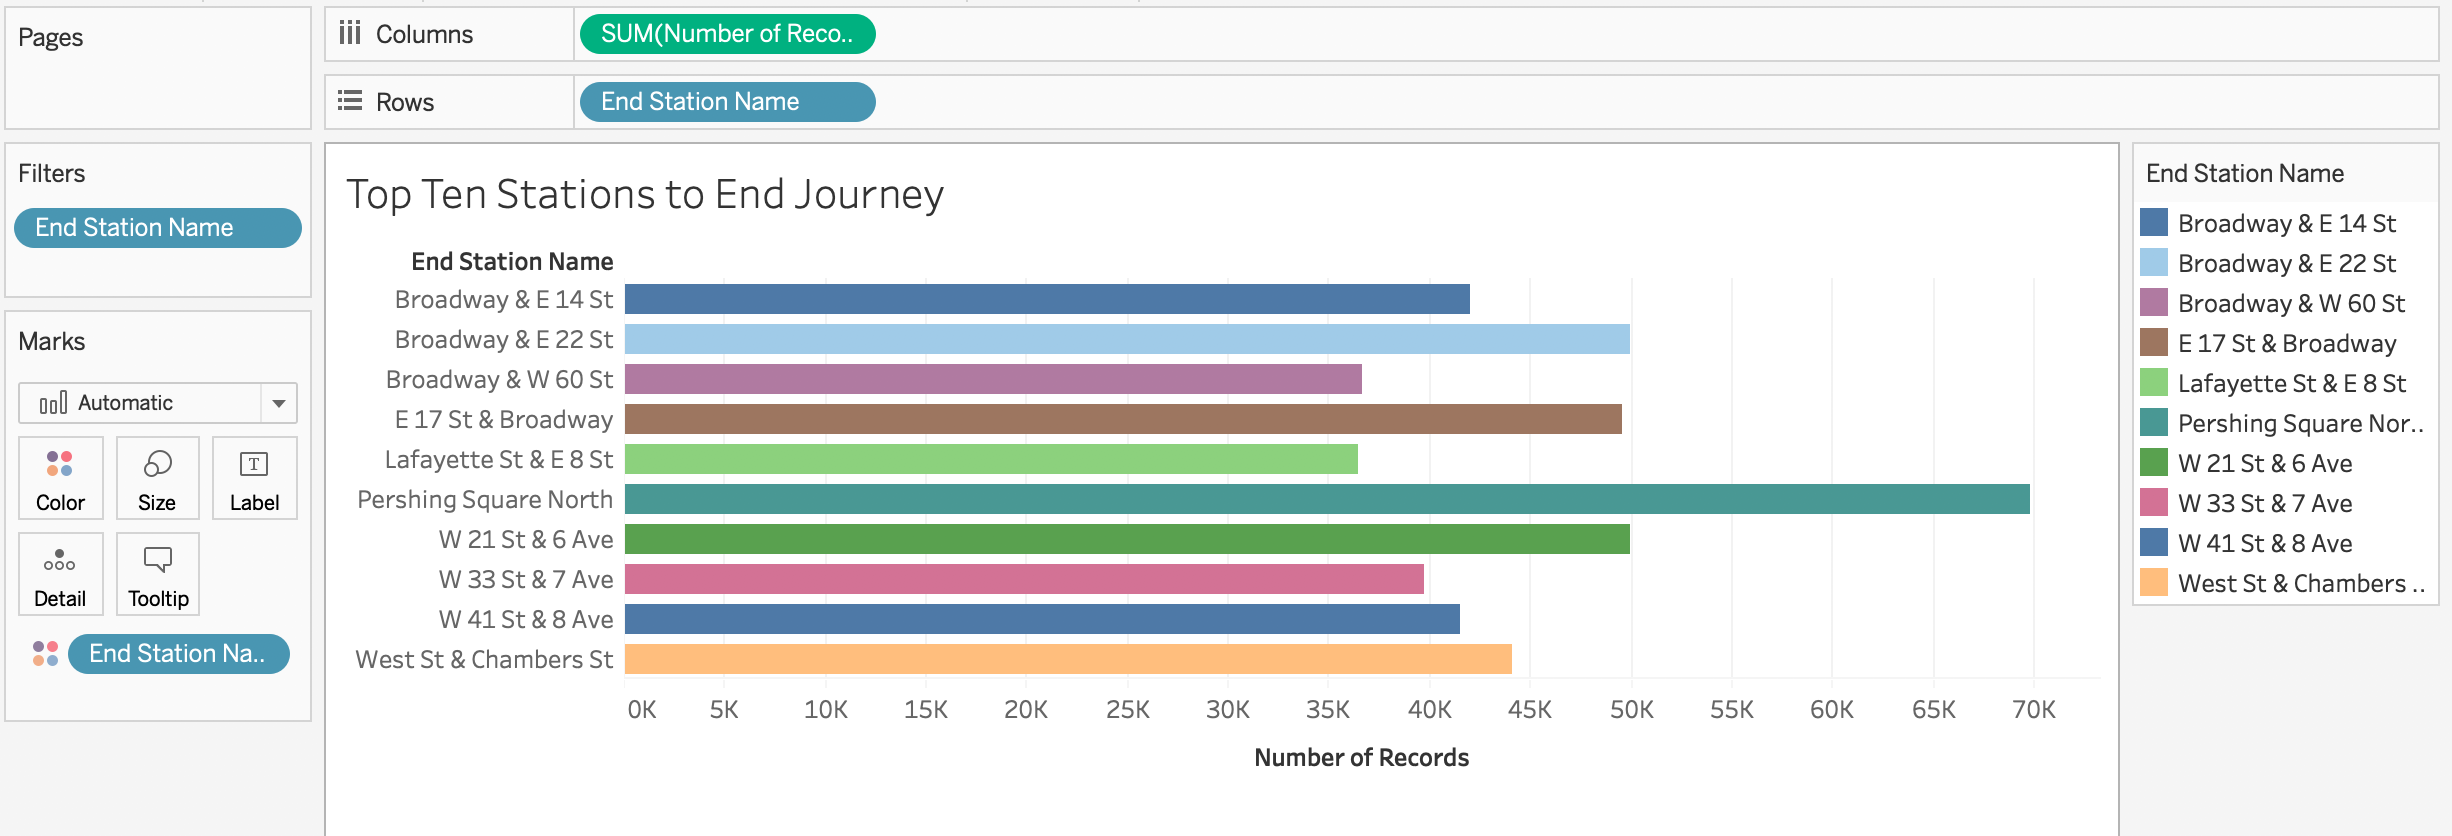 Pages
Columns
SUM(Number of Reco..
Rows
End Station Name
Filters
End Station Name
Marks
Automatic
Color
Size
T
Label
Detail
Tooltip
End Station Na..
Top Ten Stations to End Journey
End Station Name
Broadway & E 14 St
Broadway & E 22 St
Broadway & W 60 St
E 17 St & Broadway
Lafayette St & E 8 St
Pershing Square North
W 21 St & 6 Ave
W 33 St & 7 Ave
W 41 St & 8 Ave
West St & Chambers St
0K 5K 10K 15K 20K 25K 30K 35K 40K 45K 50K 55K 60K 65K 70K
Number of Records
End Station Name
Broadway & E 14 St
Broadway & E 22 St
Broadway & W 60 St
E 17 St & Broadway
Lafayette St & E 8 St
Pershing Square Nor..
W 21 St & 6 Ave
W 33 St & 7 Ave
W 41 St & 8 Ave
West St & Chambers ..